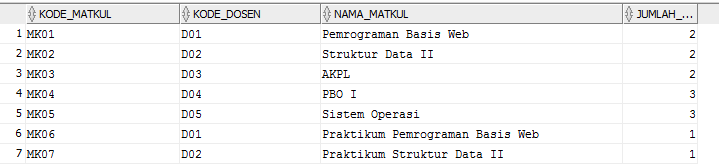 KODE_MATKUL KODE_DOSEN NAMA_MATKUL JUMLAH_...
1 MK01 D01 Pemrograman Basis Web 2
2 MK02 D02 Struktur Data II 2
3 MK03 D03 AKPL 2
4 MK04 D04 PBO I 3
5 MK05 D05 Sistem Operasi 3
6 MK06 D01 Praktikum Pemrograman Basis Web 1
7 MK07 D02 Praktikum Struktur Data II 1